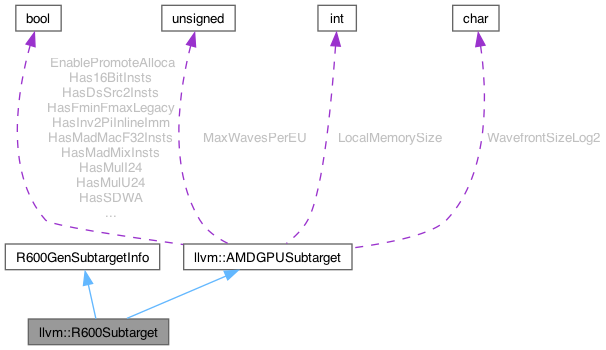 bool
unsigned
int
char
EnablePromoteAlloca
Has16BitInsts
HasDsSrc2Insts
HasFminFmaxLegacy
HasInv2PiInlineImm
HasMadMacF32Insts
HasMadMixInsts
HasMulI24
HasMulU24
HasSDWA
...
MaxWavesPerEU
LocalMemorySize
WavefrontSizeLog2
R600GenSubtargetInfo
llvm::AMDGPUSubtarget
llvm::R600Subtarget